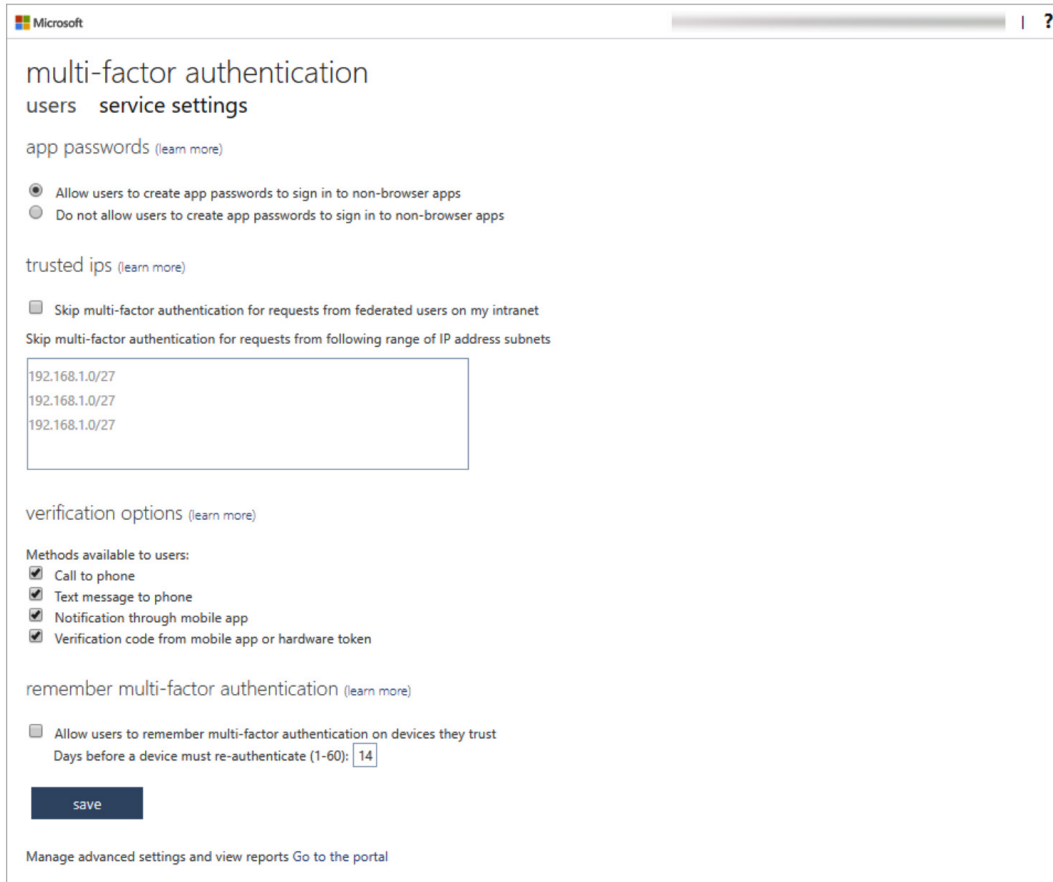 Microsoft
| ?
multi-factor authentication
users service settings
app passwords (learn more)
Allow users to create app passwords to sign in to non-browser apps
Do not allow users to create app passwords to sign in to non-browser apps
trusted ips (learn more)
Skip multi-factor authentication for requests from federated users on my intranet
Skip multi-factor authentication for requests from following range of IP address subnets
192.168.1.0/27
192.168.1.0/27
192.168.1.0/27
verification options (learn more)
Methods available to users:
Call to phone
Text message to phone
Notification through mobile app
Verification code from mobile app or hardware token
remember multi-factor authentication (learn more)
Allow users to remember multi-factor authentication on devices they trust
Days before a device must re-authenticate (1-60): 14
save
Manage advanced settings and view reports Go to the portal